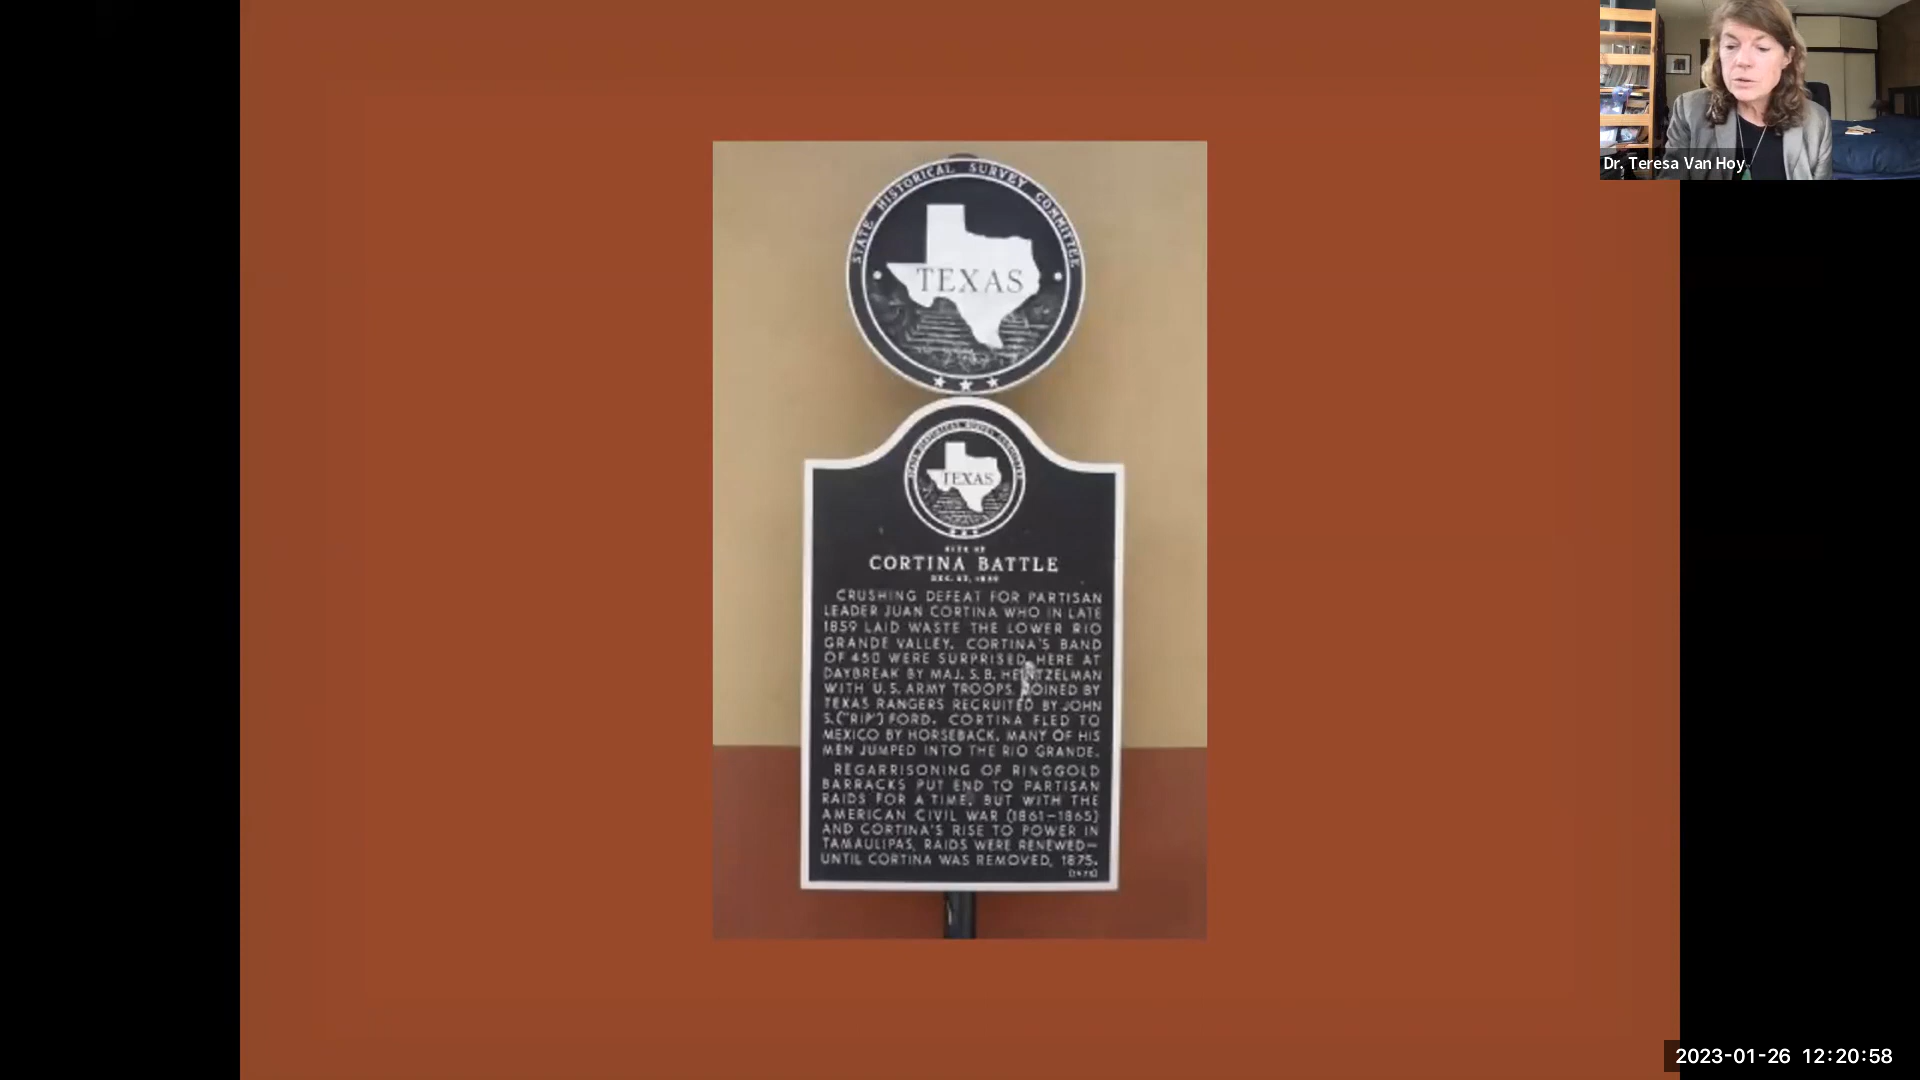 Dr. Teresa Van Hoy
STATE HISTORICAL SURVEY COMMITTEE
TEXAS
TEXAS
SITE OF
CORTINA BATTLE
DEC. 27, 1859
CRUSHING DEFEAT FOR PARTISAN
LEADER JUAN CORTINA WHO IN LATE
1859 LAID WASTE THE LOWER RIO
GRANDE VALLEY. CORTINA'S BAND
OF 450 WERE SURPRISED HERE AT
DAYBREAK BY MAJ. S. B. HEINTZELMAN
WITH U. S. ARMY TROOPS, JOINED BY
TEXAS RANGERS RECRUITED BY JOHN
S. ("RIP") FORD. CORTINA FLED TO
MEXICO BY HORSEBACK. MANY OF HIS
MEN JUMPED INTO THE RIO GRANDE.
REGARRISONING OF RINGGOLD
BARRACKS PUT END TO PARTISAN
RAIDS FOR A TIME. BUT WITH THE
AMERICAN CIVIL WAR (1861-1865)
AND CORTINA'S RISE TO POWER IN
TAMAULIPAS, RAIDS WERE RENEWED—
UNTIL CORTINA WAS REMOVED, 1875.
2023-01-26 12:20:58